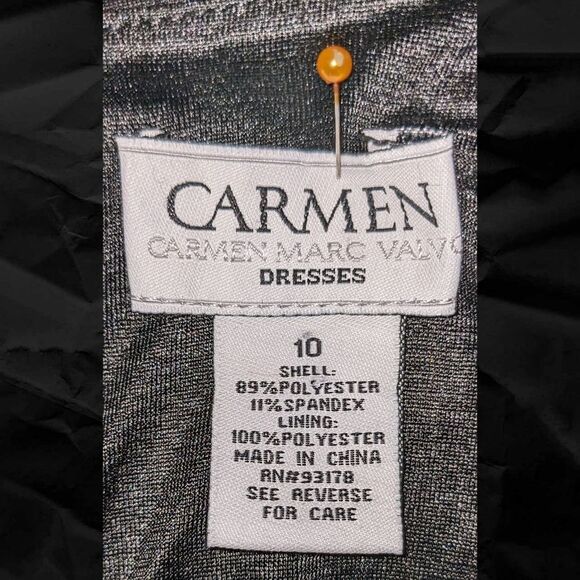 CARMEN
CARMEN MARC VALVO
DRESSES
10
SHELL:
89%POLYESTER
11%SPANDEX
LINING:
100%POLYESTER
MADE IN CHINA
RN#93178
SEE REVERSE
FOR CARE